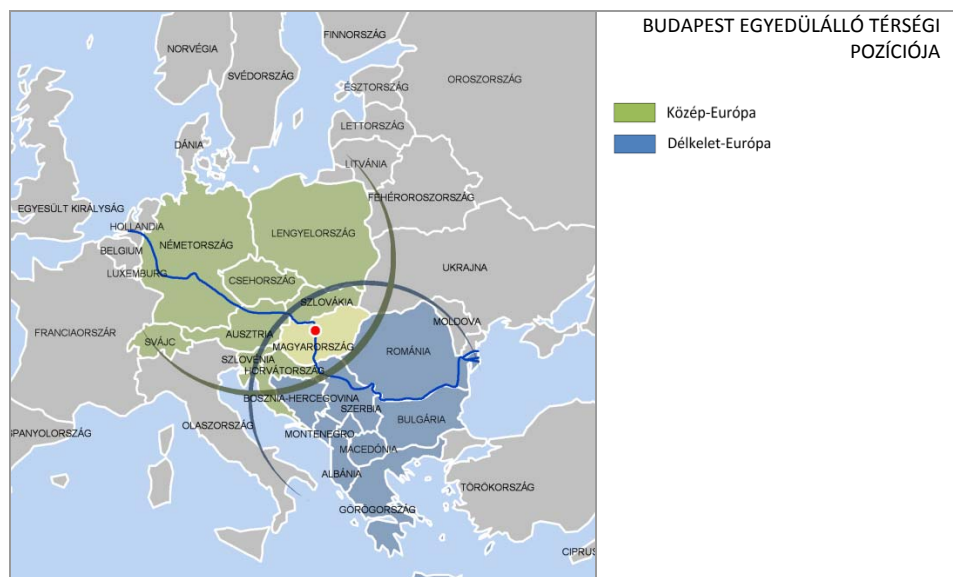 BUDAPEST EGYEDÜLÁLLÓ TÉRSÉGI
POZÍCIÓJA
Közép-Európa
Délkelet-Európa
FINNORSZÁG
NORVÉGIA
SVÉDORSZÁG
OROSZORSZÁG
ÉSZTORSZÁG
LETTORSZÁG
DÁNIA
LITVÁNIA
FEHÉROROSZORSZÁG
EGYESÜLT KIRÁLYSÁG
HOLLANDIA
LENGYELORSZÁG
NÉMETORSZÁG
BELGIUM
UKRAJNA
LUXEMBURG
CSEHORSZÁG
SZLOVÁKIA
MOLDOVA
FRANCIAORSZÁR
AUSZTRIA
SVÁJC
MAGYARORSZÁG
ROMÁNIA
SZLOVÉNIA
HORVÁTORSZÁG
BOSZNIA-HERCEGOVINA
SZERBIA
BULGÁRIA
OLASZORSZÁG
SPANYOLORSZÁG
MONTENEGRO
MACEDÓNIA
ALBÁNIA
TÖRÖKORSZÁG
GÖRÖGORSZÁG
CIPRUS